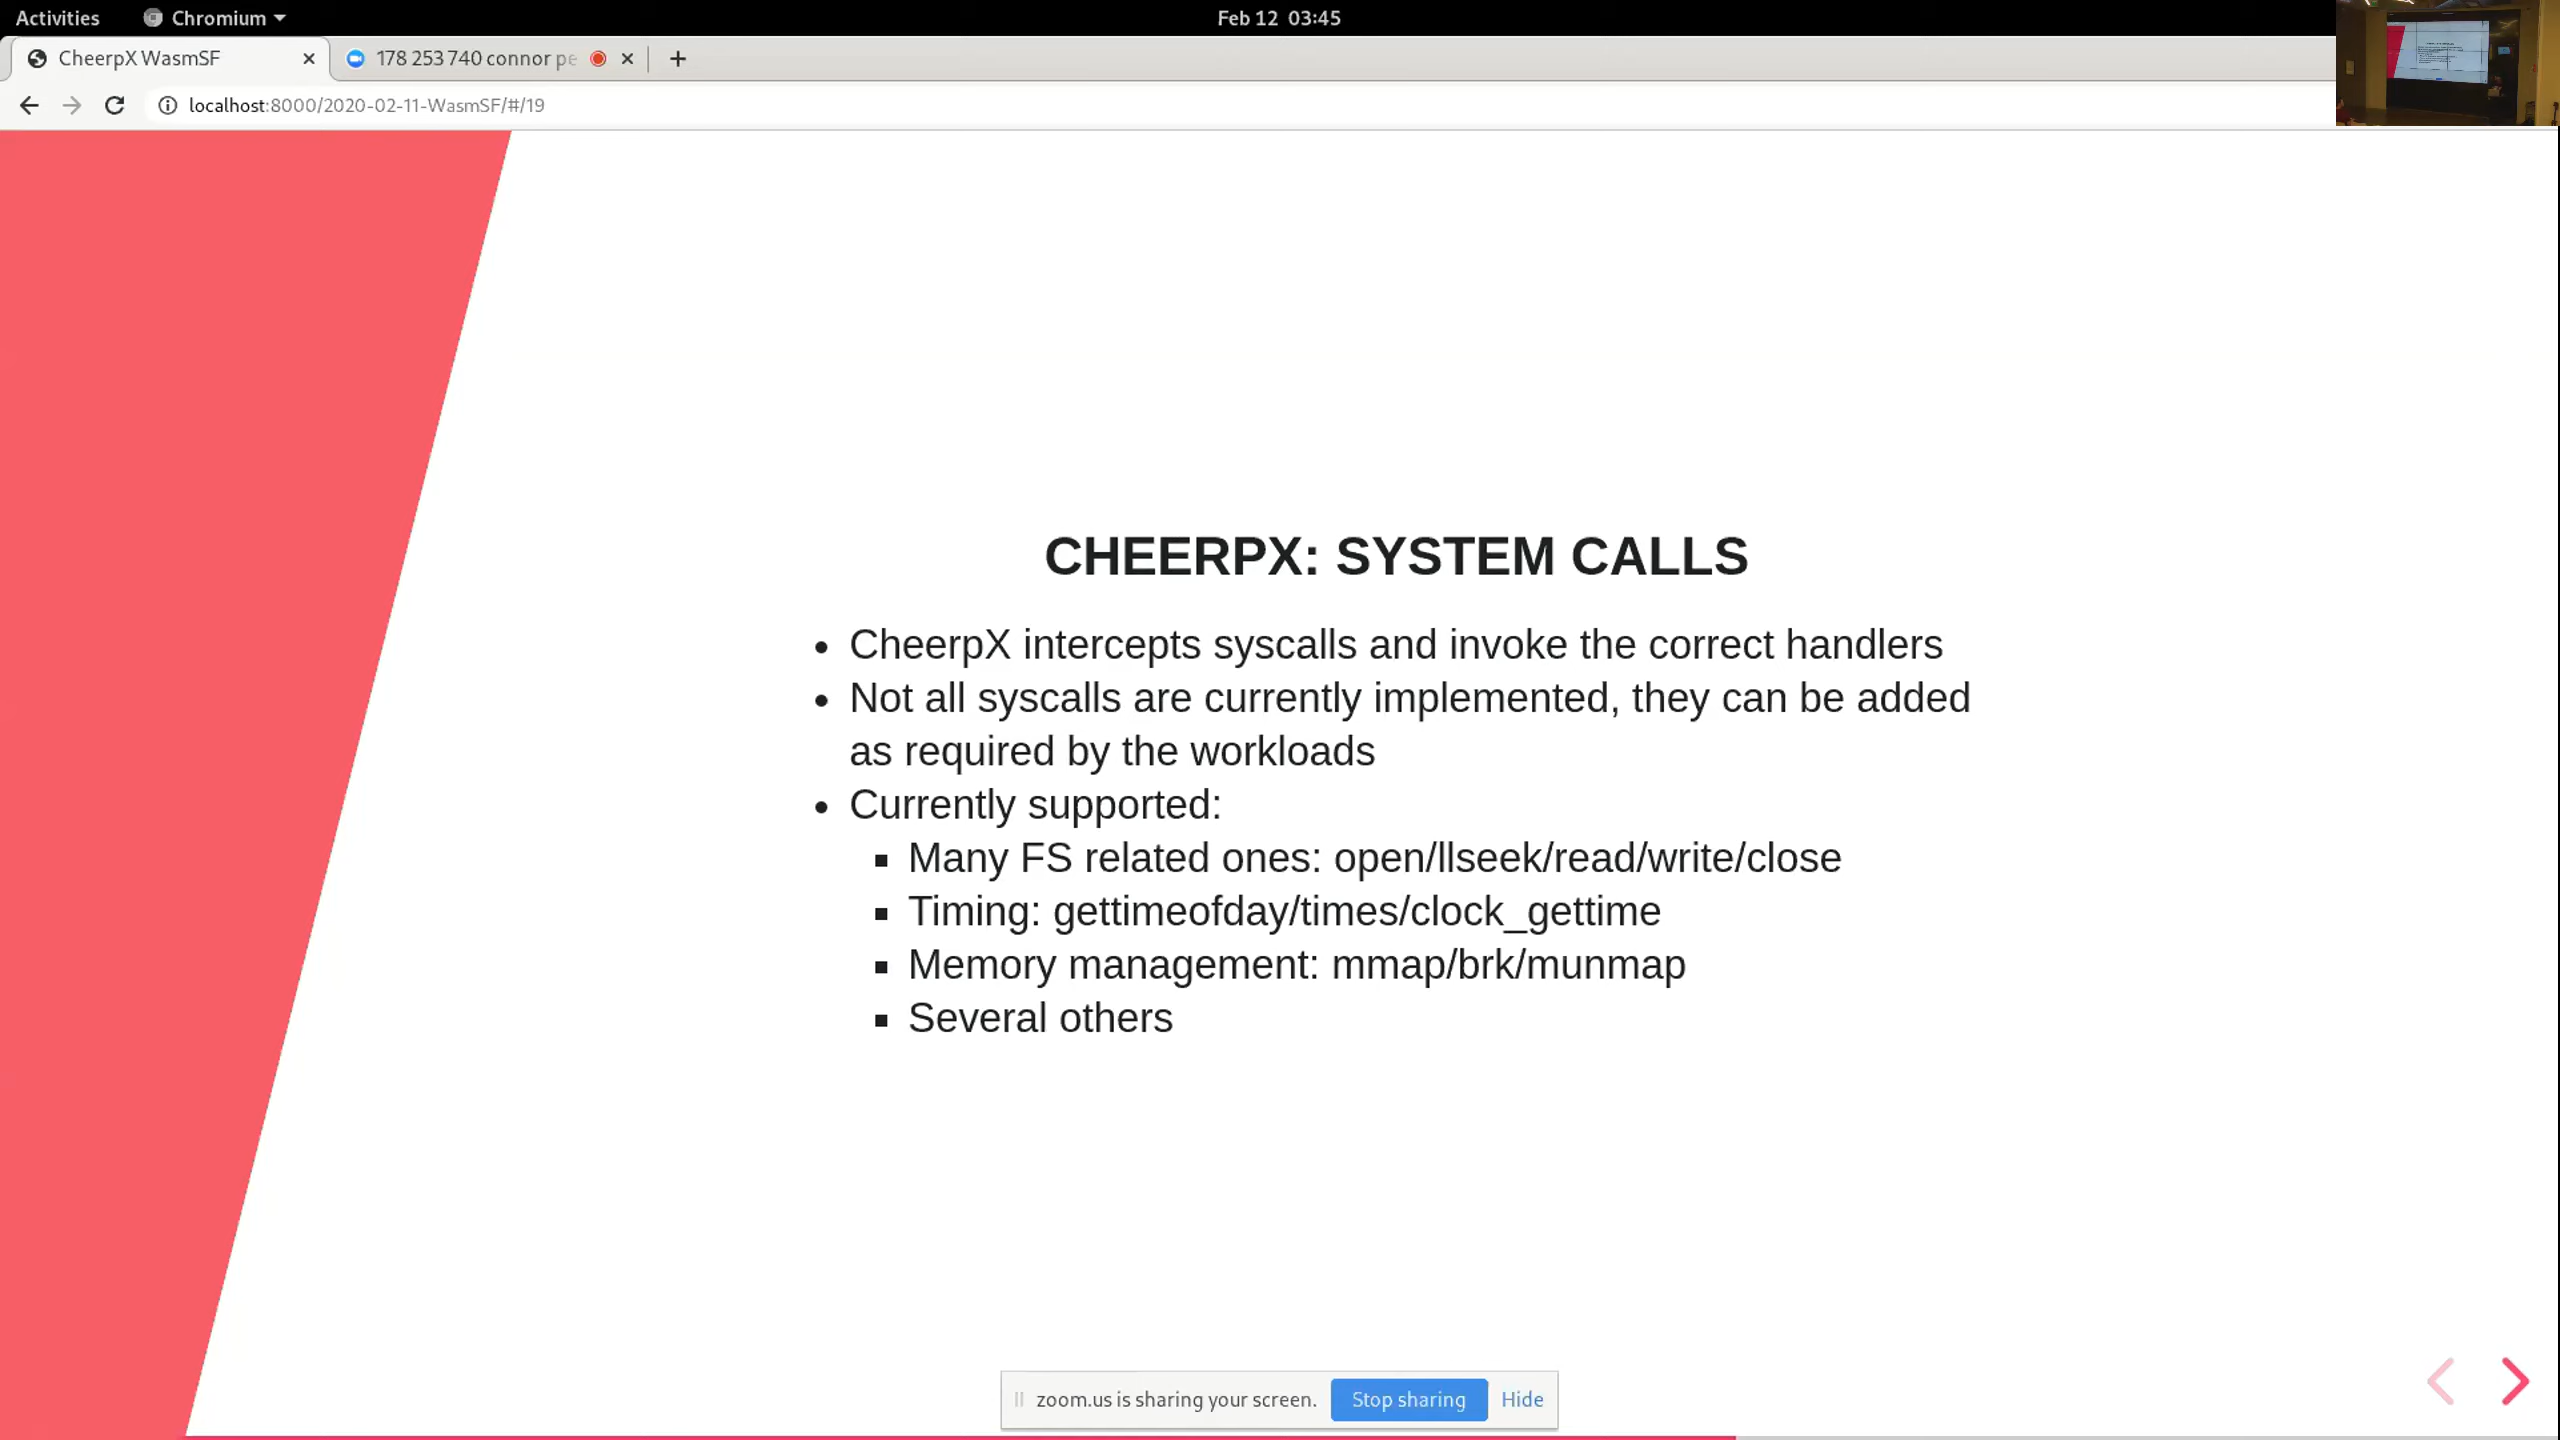 Activities
Chromium
Feb 12 03:45
CheerpX WasmSF
178 253 740 connor pe
localhost:8000/2020-02-11-WasmSF/#/19
CHEERPX: SYSTEM CALLS
CheerpX intercepts syscalls and invoke the correct handlers
Not all syscalls are currently implemented, they can be added
as required by the workloads
Currently supported:
Many FS related ones: open/llseek/read/write/close
Timing: gettimeofday/times/clock_gettime
Memory management: mmap/brk/munmap
Several others
zoom.us is sharing your screen.
Stop sharing
Hide